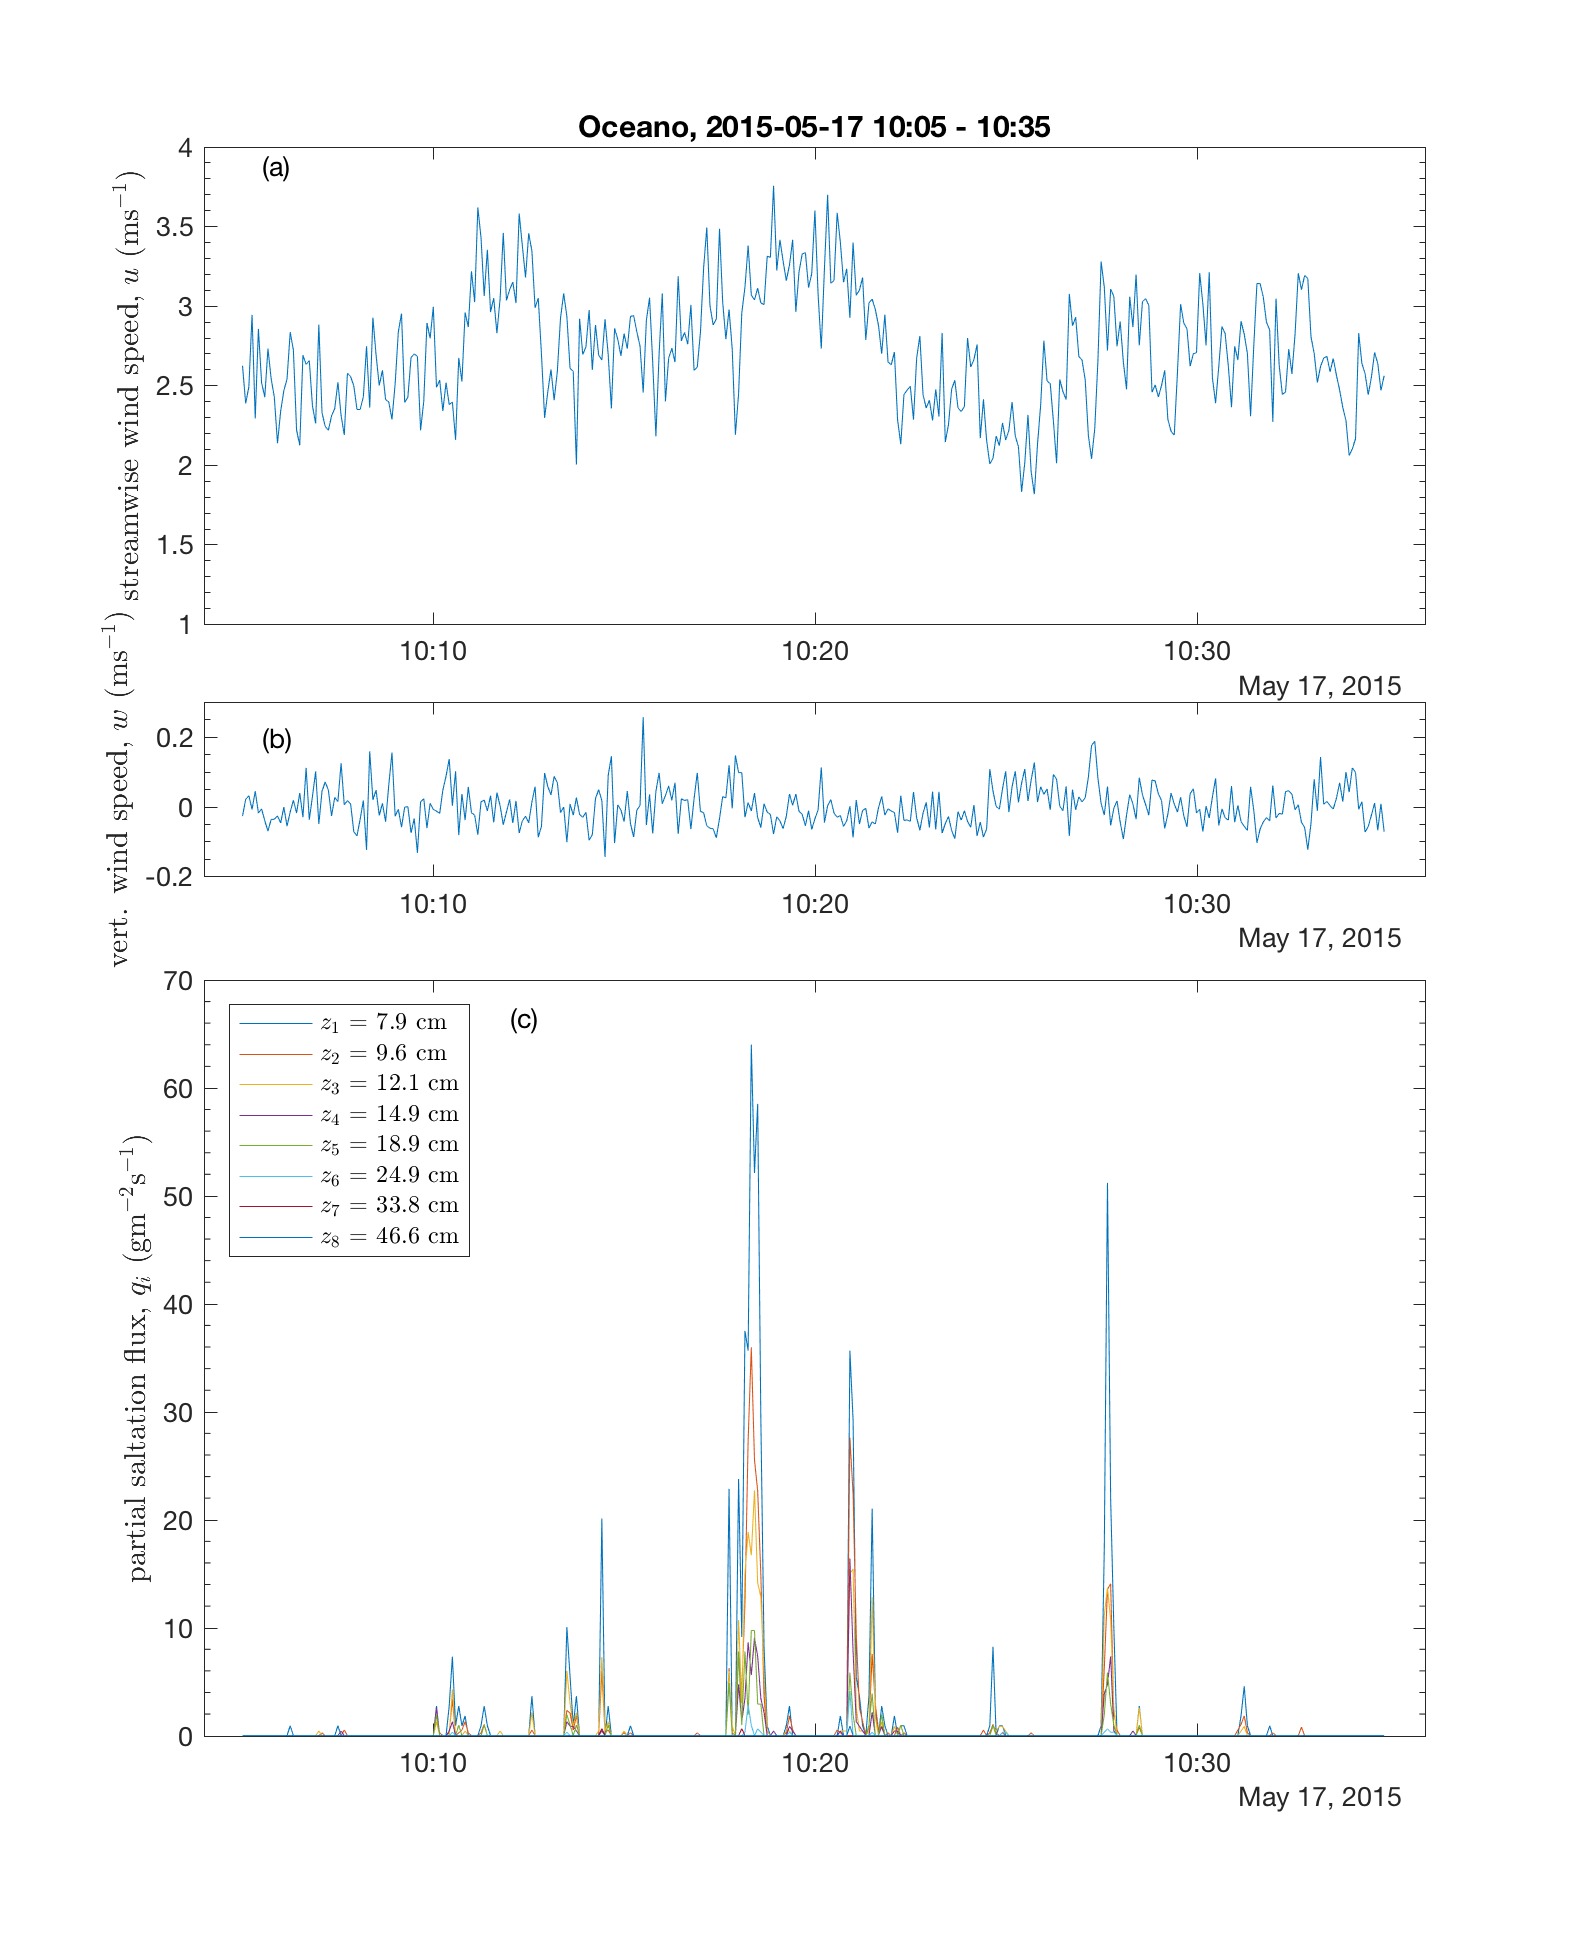 Oceano, 2015-05-17 10:05 - 10:35
(a)
streamwise wind speed, u (ms⁻¹)
4
3.5
3
2.5
2
1.5
1
10:10 10:20 10:30
May 17, 2015
(b)
vert. wind speed, w (ms⁻¹)
0.2
0
-0.2
10:10 10:20 10:30
May 17, 2015
(c)
partial saltation flux, qᵢ (gm⁻²s⁻¹)
70
60
50
40
30
20
10
0
z₁ = 7.9 cm
z₂ = 9.6 cm
z₃ = 12.1 cm
z₄ = 14.9 cm
z₅ = 18.9 cm
z₆ = 24.9 cm
z₇ = 33.8 cm
z₈ = 46.6 cm
10:10 10:20 10:30
May 17, 2015